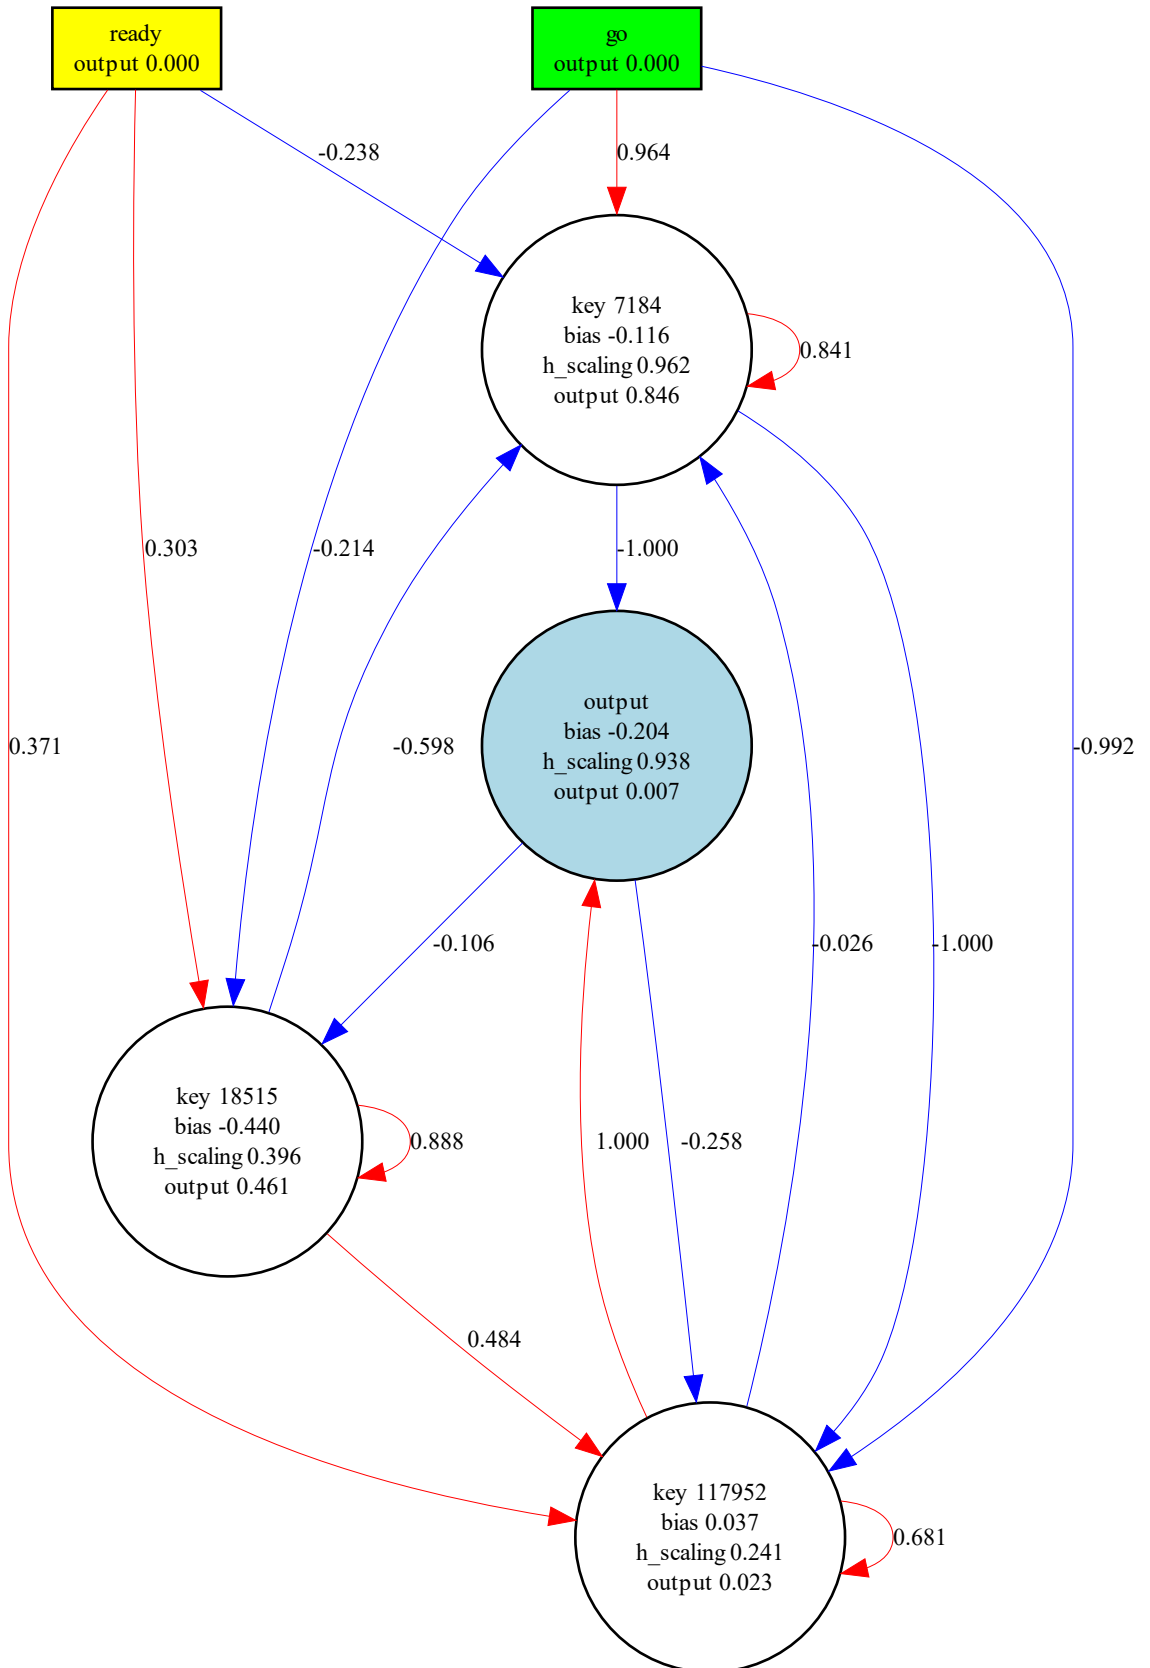 ready
output 0.000
go
output 0.000
-0.238
0.964
key 7184
bias -0.116
h_scaling 0.962
output 0.846
0.841
0.303
-0.214
-1.000
output
bias -0.204
h_scaling 0.938
output 0.007
0.371
-0.598
-0.992
-0.106
-0.026
-1.000
key 18515
bias -0.440
h_scaling 0.396
output 0.461
0.888
1.000
-0.258
0.484
key 117952
bias 0.037
h_scaling 0.241
output 0.023
0.681